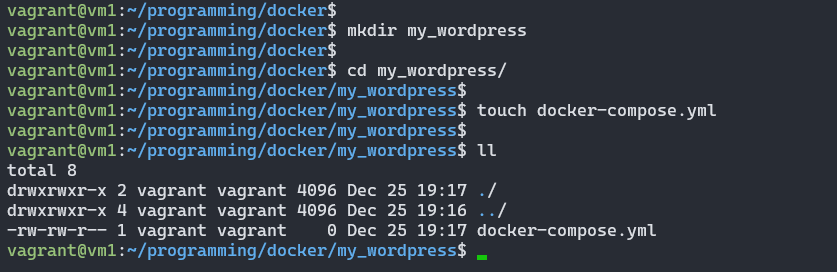 vagrant@vm1:~/programming/docker$
vagrant@vm1:~/programming/docker$ mkdir my_wordpress
vagrant@vm1:~/programming/docker$
vagrant@vm1:~/programming/docker$ cd my_wordpress/
vagrant@vm1:~/programming/docker/my_wordpress$
vagrant@vm1:~/programming/docker/my_wordpress$ touch docker-compose.yml
vagrant@vm1:~/programming/docker/my_wordpress$
vagrant@vm1:~/programming/docker/my_wordpress$ ll
total 8
drwxrwxr-x 2 vagrant vagrant 4096 Dec 25 19:17 ./
drwxrwxr-x 4 vagrant vagrant 4096 Dec 25 19:16 ../
-rw-rw-r-- 1 vagrant vagrant    0 Dec 25 19:17 docker-compose.yml
vagrant@vm1:~/programming/docker/my_wordpress$